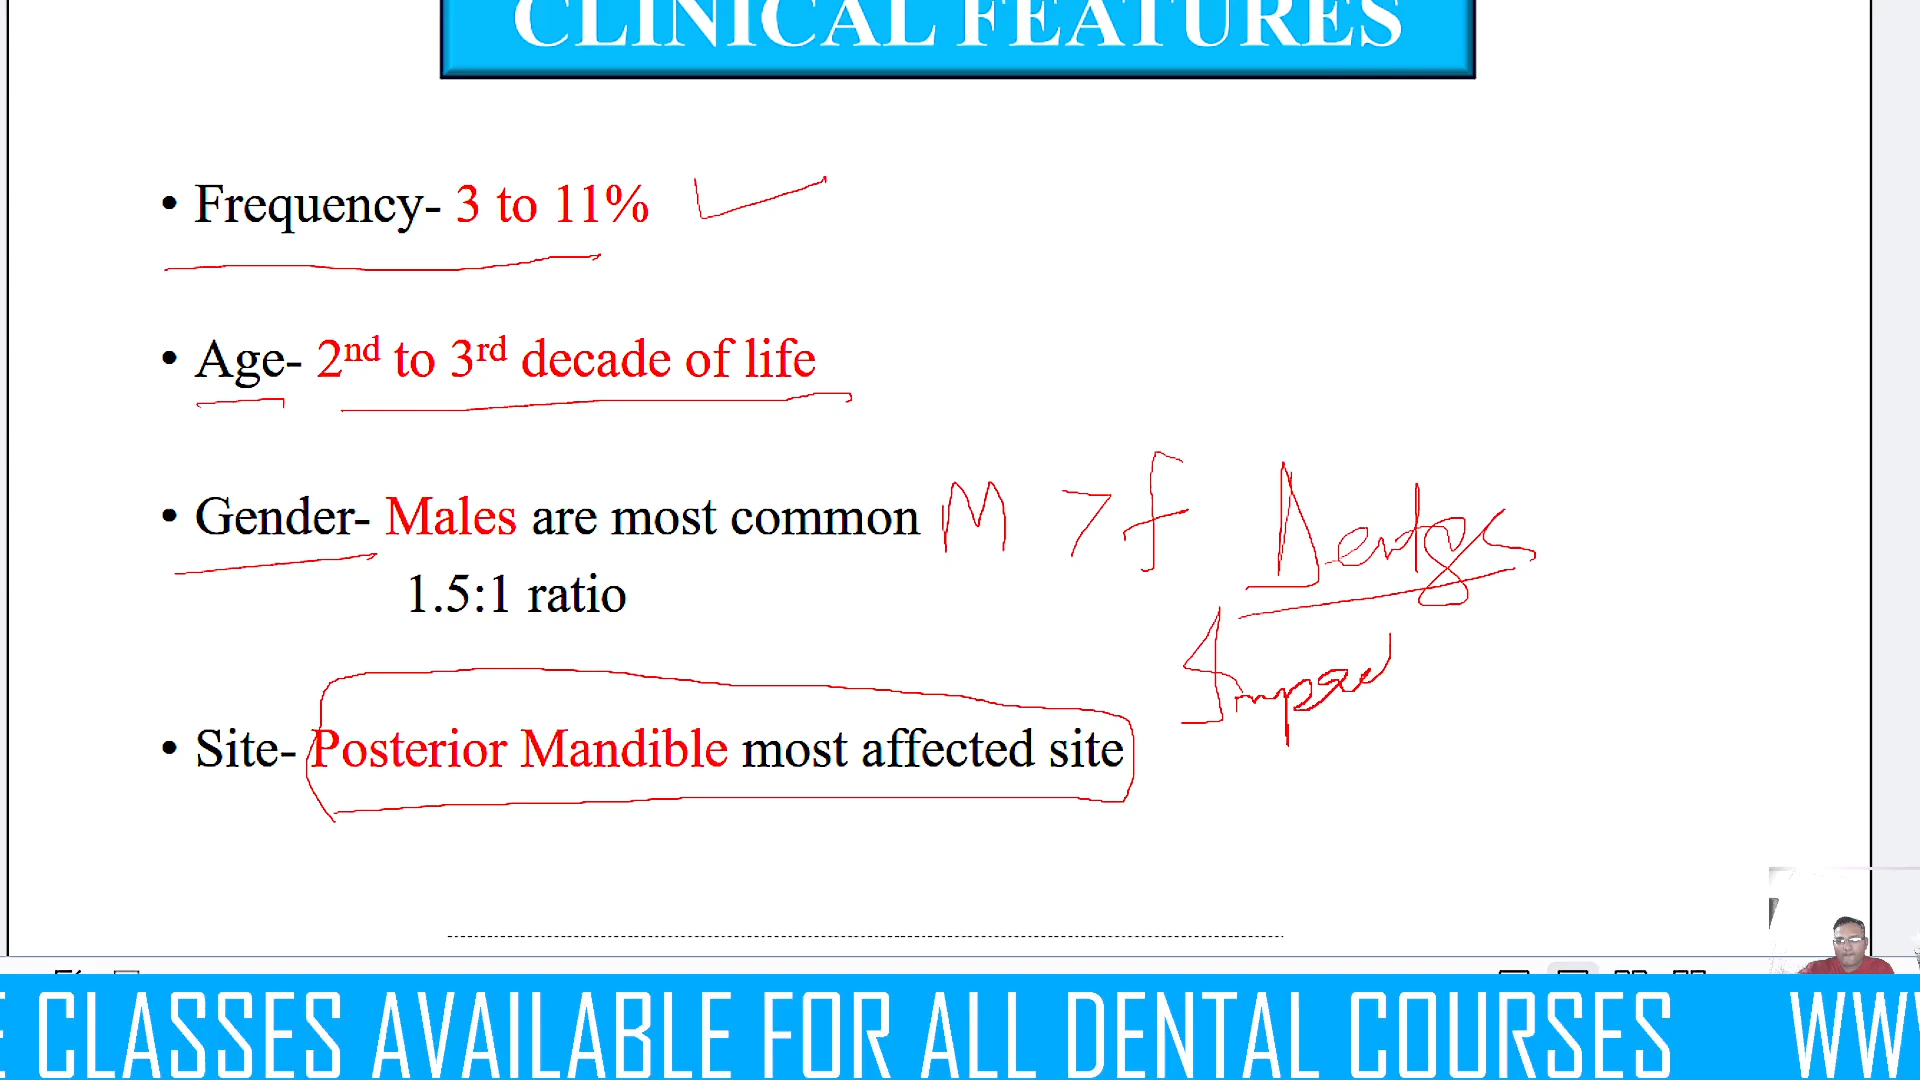 CLINICAL FEATURES
• Frequency- 3 to 11%
• Age- 2nd to 3rd decade of life
• Gender- Males are most common M > F
1.5:1 ratio
• Site- Posterior Mandible most affected site
E CLASSES AVAILABLE FOR ALL DENTAL COURSES WWW